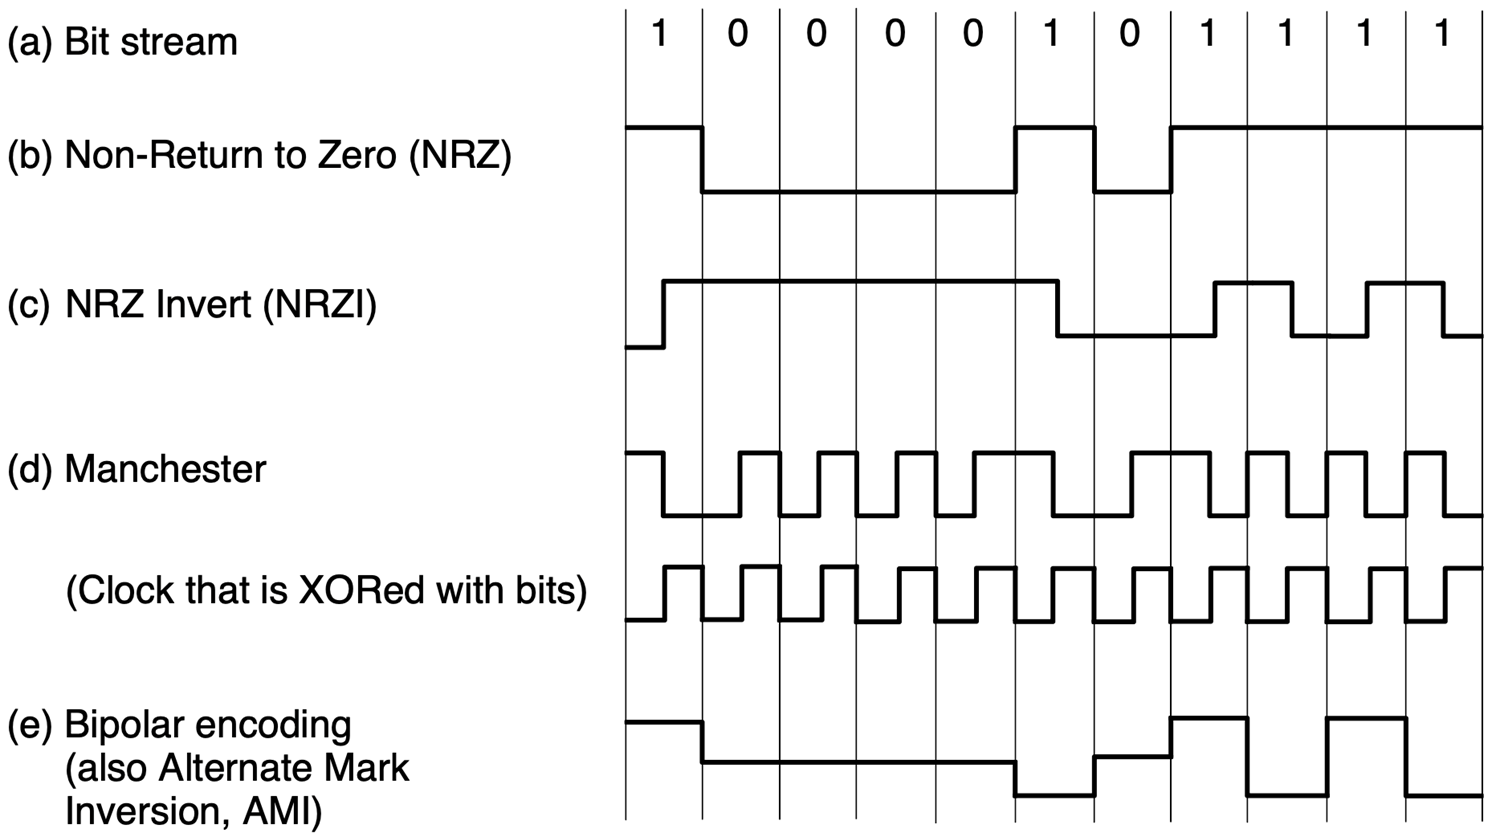 (a) Bit stream 1 0 0 0 0 1 0 1 1 1 1
(b) Non-Return to Zero (NRZ)
(c) NRZ Invert (NRZI)
(d) Manchester
(Clock that is XORed with bits)
(e) Bipolar encoding
(also Alternate Mark
Inversion, AMI)